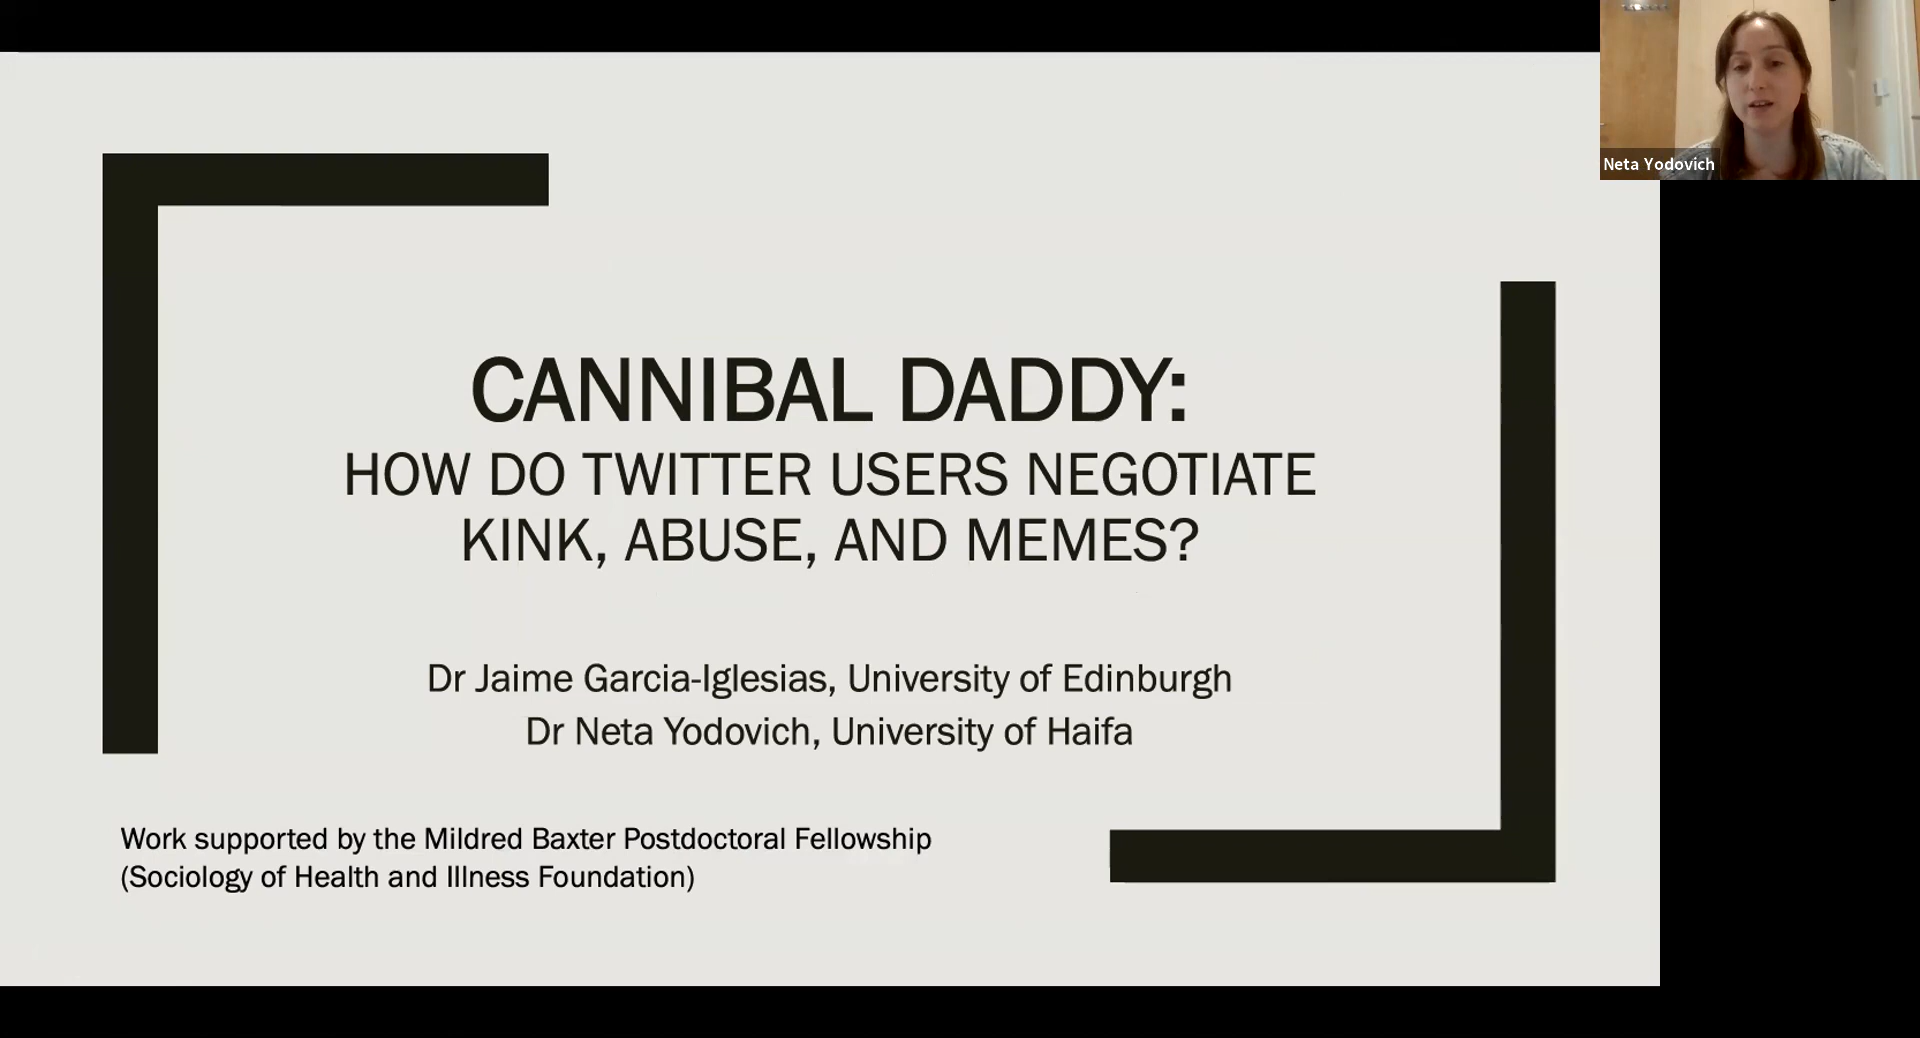 Neta Yodovich
CANNIBAL DADDY:
HOW DO TWITTER USERS NEGOTIATE
KINK, ABUSE, AND MEMES?
Dr Jaime Garcia-Iglesias, University of Edinburgh
Dr Neta Yodovich, University of Haifa
Work supported by the Mildred Baxter Postdoctoral Fellowship
(Sociology of Health and Illness Foundation)